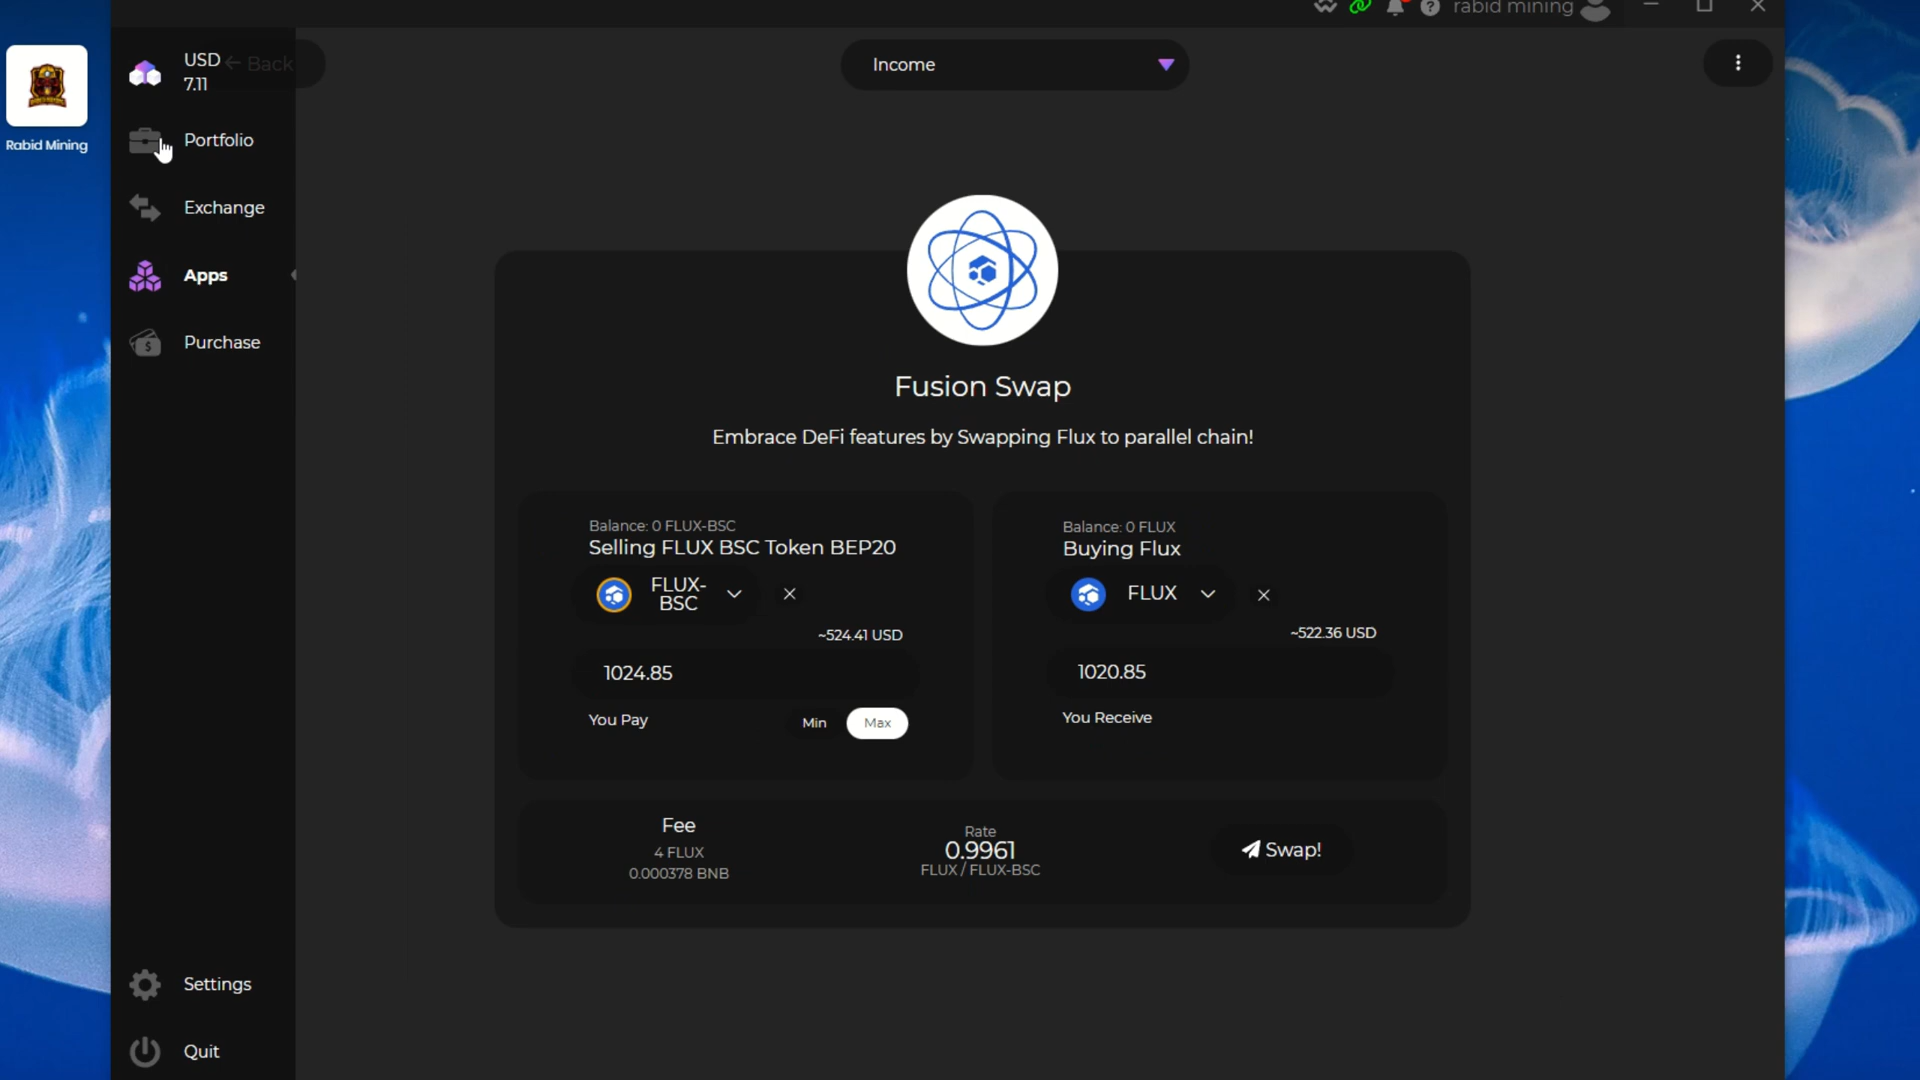 rabid mining
Rabid Mining
USD
7.11
← Back
Portfolio
Exchange
Apps
Purchase
Settings
Quit
Income
Fusion Swap
Embrace DeFi features by Swapping Flux to parallel chain!
Balance: 0 FLUX-BSC
Selling FLUX BSC Token BEP20
FLUX-
BSC
~524.41 USD
1024.85
You Pay
Min
Max
Balance: 0 FLUX
Buying Flux
FLUX
~522.36 USD
1020.85
You Receive
Fee
4 FLUX
0.000378 BNB
Rate
0.9961
FLUX / FLUX-BSC
Swap!